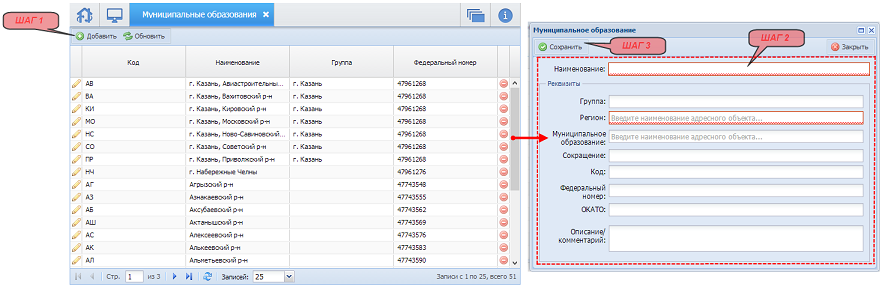 ШАГ 1
Муниципальные образования
Добавить Обновить
Код Наименование Группа Федеральный номер
АВ г. Казань, Авиастроительны... г. Казань 47961268
ВА г. Казань, Вахитовский р-н г. Казань 47961268
КИ г. Казань, Кировский р-н г. Казань 47961268
МО г. Казань, Московский р-н г. Казань 47961268
НС г. Казань, Ново-Савиновский... г. Казань 47961268
СО г. Казань, Советский р-н г. Казань 47961268
ПР г. Казань, Приволжский р-н г. Казань 47961268
НЧ г. Набережные Челны 47961276
АГ Агрызский р-н 47743548
АЗ Азнакаевский р-н 47743555
АБ Аксубаевский р-н 47743562
АШ Актанышский р-н 47743569
АС Алексеевский р-н 47743576
АК Алькеевский р-н 47743583
АЛ Альметьевский р-н 47743590
Стр. 1 из 3 Записей: 25 Записи с 1 по 25, всего 51
Муниципальное образование
Сохранить ШАГ 3 ШАГ 2 Закрыть
Наименование:
Реквизиты
Группа:
Регион: Введите наименование адресного объекта...
Муниципальное
образование: Введите наименование адресного объекта...
Сокращение:
Код:
Федеральный
номер:
ОКАТО:
Описание/
комментарий: